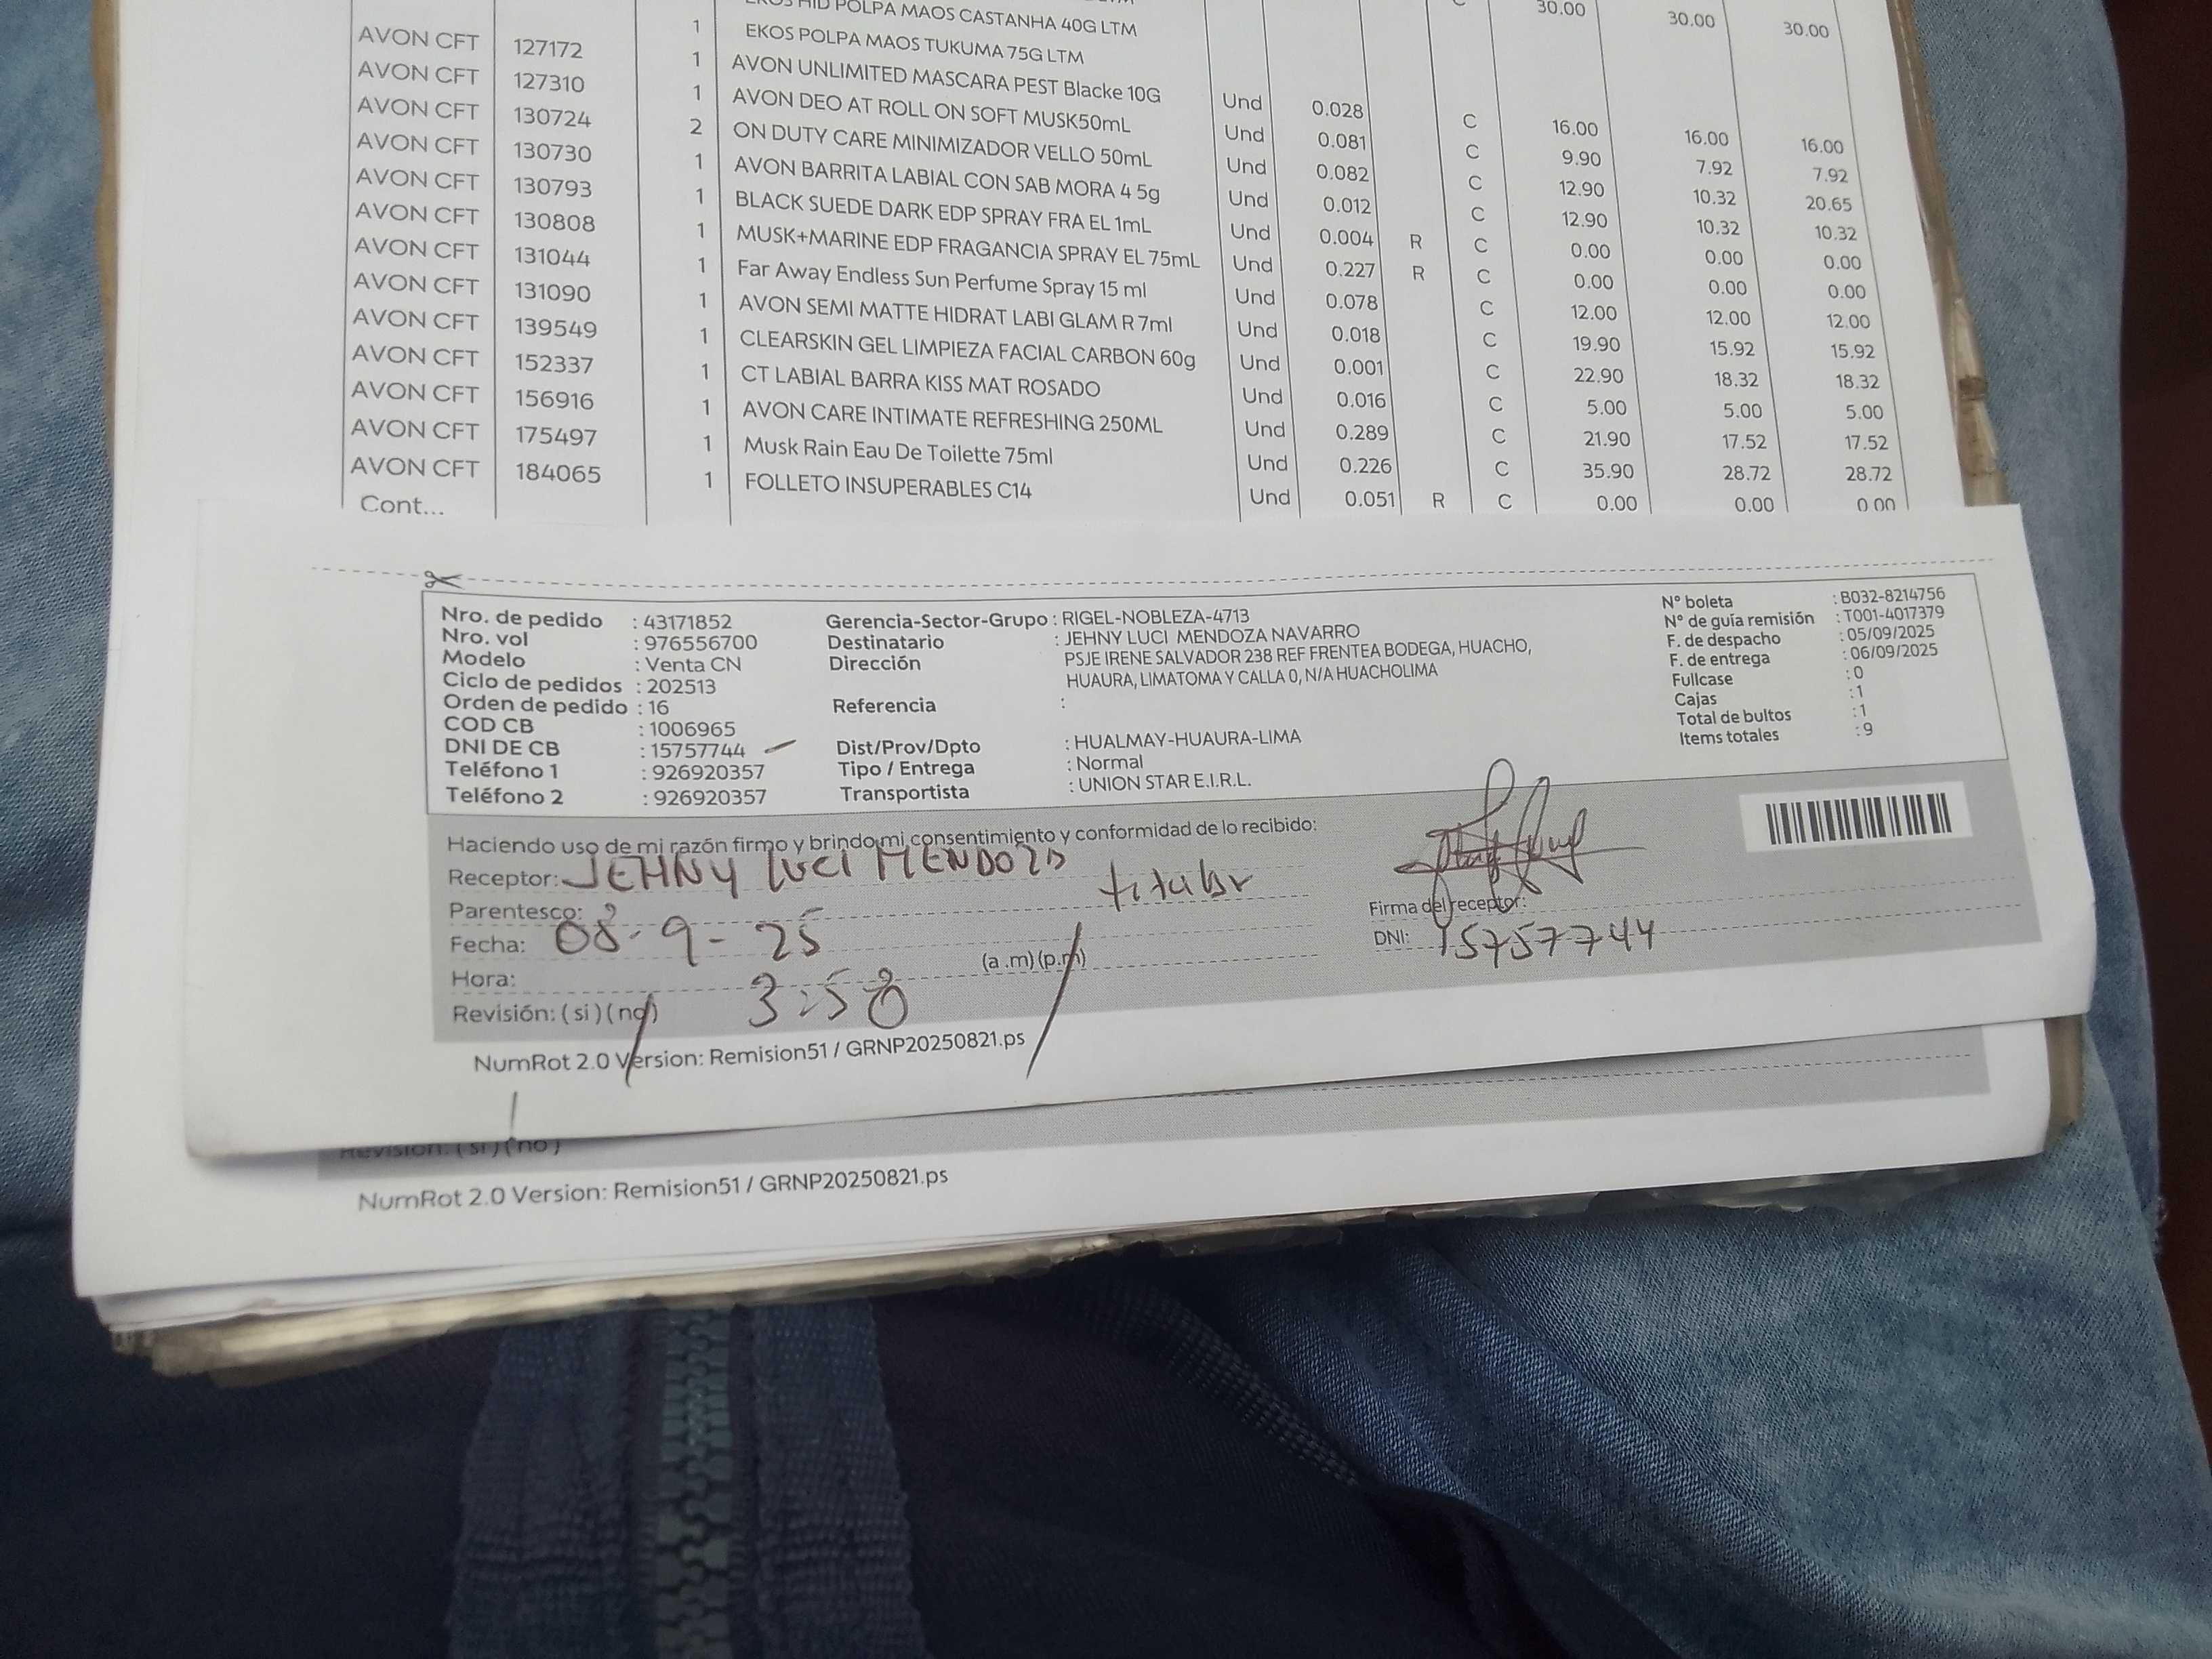 POLPA MAOS CASTANHA 40G LTM C 30.00 30.00 30.00
1 EKOS POLPA MAOS TUKUMA 75G LTM
AVON CFT 127172 1 AVON UNLIMITED MASCARA PEST Blacke 10G Und 0.028 C 16.00 16.00 16.00
AVON CFT 127310 1 AVON DEO AT ROLL ON SOFT MUSK50mL Und 0.081 C 9.90 7.92 7.92
AVON CFT 130724 2 ON DUTY CARE MINIMIZADOR VELLO 50mL Und 0.082 C 12.90 10.32 20.65
AVON CFT 130730 1 AVON BARRITA LABIAL CON SAB MORA 4 5g Und 0.012 C 12.90 10.32 10.32
AVON CFT 130793 1 BLACK SUEDE DARK EDP SPRAY FRA EL 1mL Und 0.004 R C 0.00 0.00 0.00
AVON CFT 130808 1 MUSK+MARINE EDP FRAGANCIA SPRAY EL 75mL Und 0.227 R C 0.00 0.00 0.00
AVON CFT 131044 1 Far Away Endless Sun Perfume Spray 15 ml Und 0.078 C 12.00 12.00 12.00
AVON CFT 131090 1 AVON SEMI MATTE HIDRAT LABI GLAM R 7ml Und 0.018 C 19.90 15.92 15.92
AVON CFT 139549 1 CLEARSKIN GEL LIMPIEZA FACIAL CARBON 60g Und 0.001 C 22.90 18.32 18.32
AVON CFT 152337 1 CT LABIAL BARRA KISS MAT ROSADO Und 0.016 C 5.00 5.00 5.00
AVON CFT 156916 1 AVON CARE INTIMATE REFRESHING 250ML Und 0.289 C 21.90 17.52 17.52
AVON CFT 175497 1 Musk Rain Eau De Toilette 75ml Und 0.226 C 35.90 28.72 28.72
AVON CFT 184065 1 FOLLETO INSUPERABLES C14 Und 0.051 R C 0.00 0.00 0.00
Cont...
Nro. de pedido : 43171852 Gerencia-Sector-Grupo : RIGEL-NOBLEZA-4713 N° boleta : B032-8214756
Nro. vol : 976556700 Destinatario : JEHNY LUCI MENDOZA NAVARRO N° de guía remisión : T001-4017379
Modelo : Venta CN Dirección PSJE IRENE SALVADOR 238 REF FRENTEA BODEGA, HUACHO, F. de despacho : 05/09/2025
Ciclo de pedidos : 202513 HUAURA, LIMATOMA Y CALLA 0, N/A HUACHOLIMA F. de entrega : 06/09/2025
Orden de pedido : 16 Referencia : Fullcase : 0
COD CB : 1006965 Cajas : 1
DNI DE CB : 15757744 Dist/Prov/Dpto : HUALMAY-HUAURA-LIMA Total de bultos : 1
Teléfono 1 : 926920357 Tipo / Entrega : Normal Items totales : 9
Teléfono 2 : 926920357 Transportista : UNION STAR E.I.R.L.
Haciendo uso de mi razón firmo y brindo mi consentimiento y conformidad de lo recibido:
Receptor: JEHNY LUCI MENDOZA
Parentesco: titular Firma del receptor:
Fecha: 08-9-25 DNI: 15757744
Hora: 3:58 (a .m) (p.m)
Revisión: ( si ) ( no )
NumRot 2.0 Version: Remision51 / GRNP20250821.ps
Revisión: ( si ) ( no )
NumRot 2.0 Version: Remision51 / GRNP20250821.ps